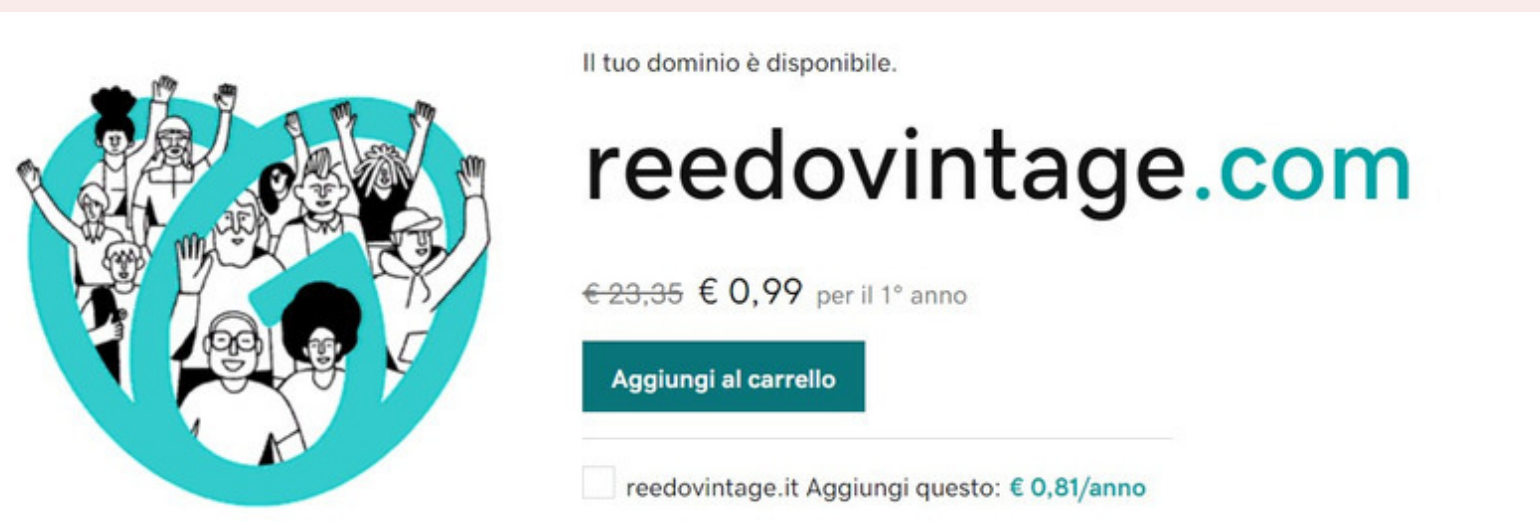 Il tuo dominio è disponibile.
reedovintage.com
€ 23,35 € 0,99 per il 1° anno
Aggiungi al carrello
reedovintage.it Aggiungi questo: € 0,81/anno